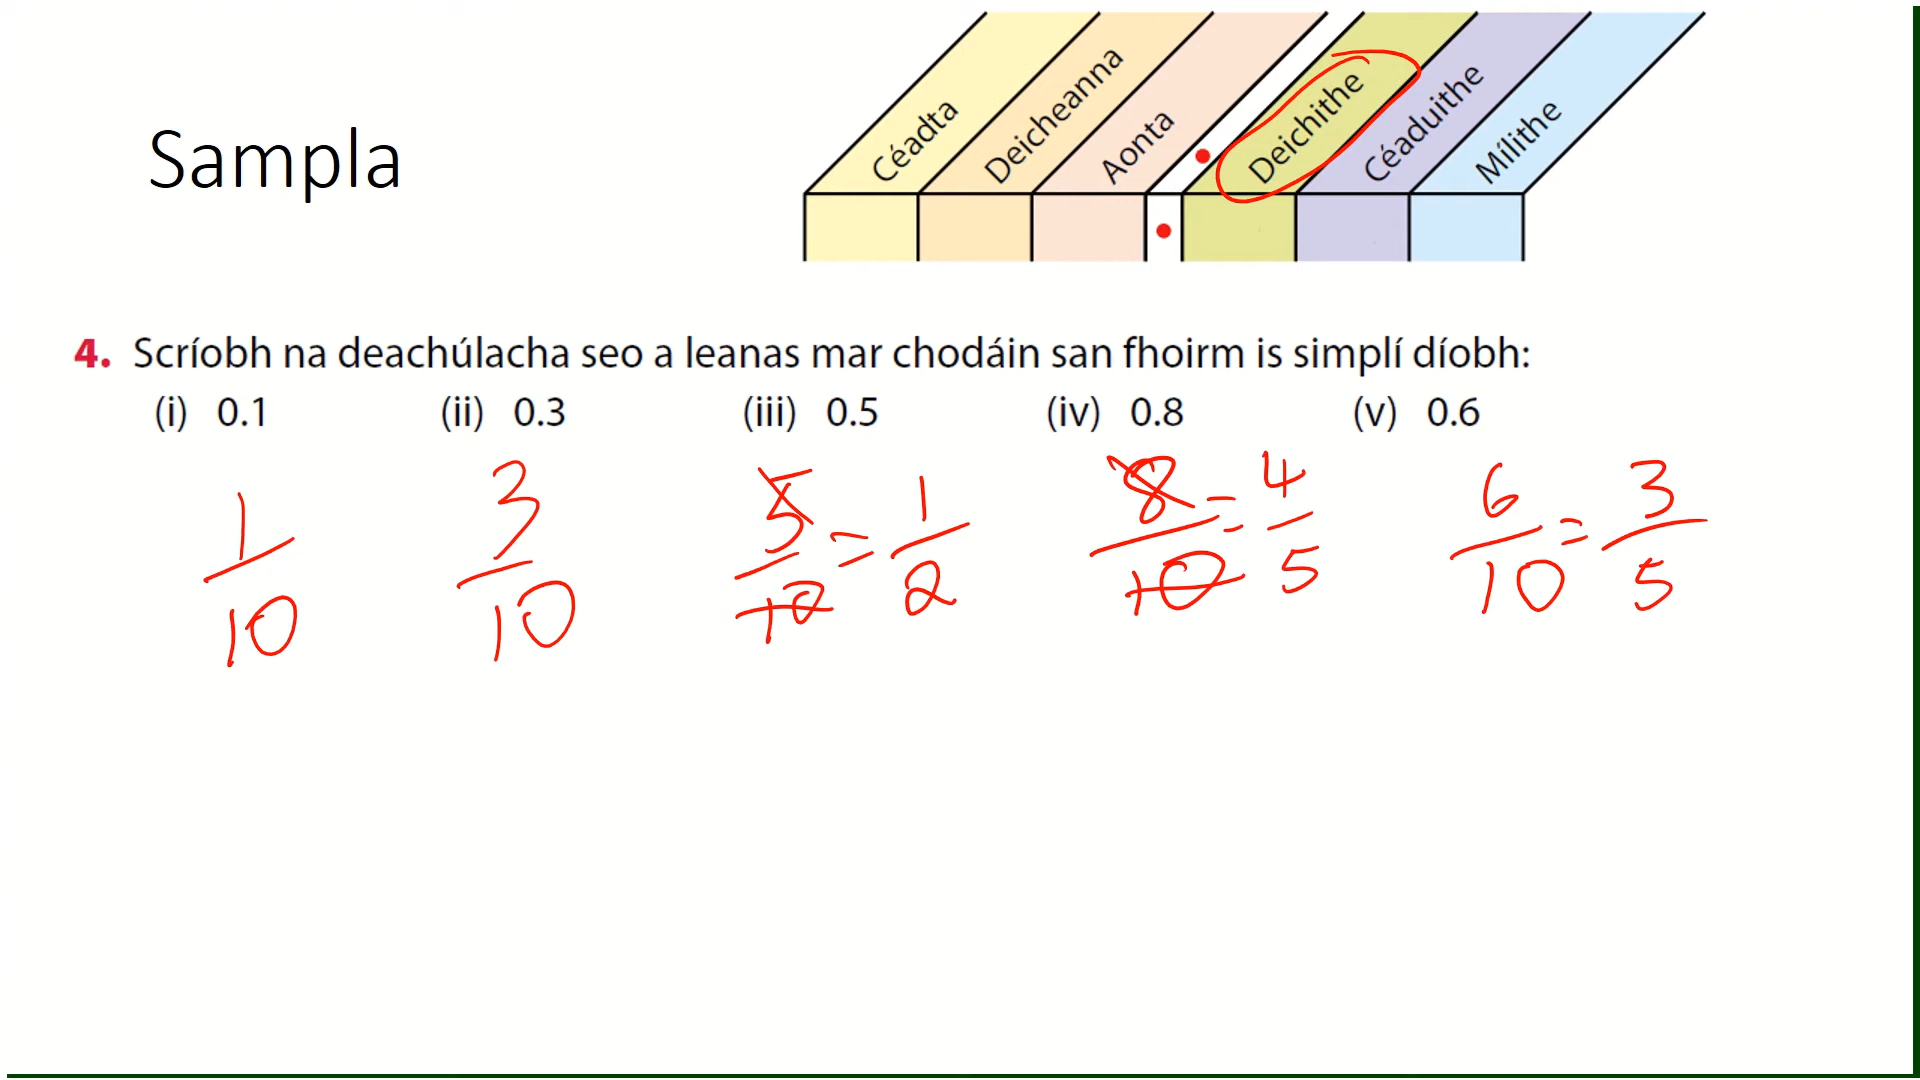 Sampla
Céadta Deicheanna Aonta • Deichithe Céaduithe Mílithe
•
4. Scríobh na deachúlacha seo a leanas mar chodáin san fhoirm is simplí díobh:
(i) 0.1 (ii) 0.3 (iii) 0.5 (iv) 0.8 (v) 0.6
1/10 3/10 5/10 = 1/2 8/10 = 4/5 6/10 = 3/5